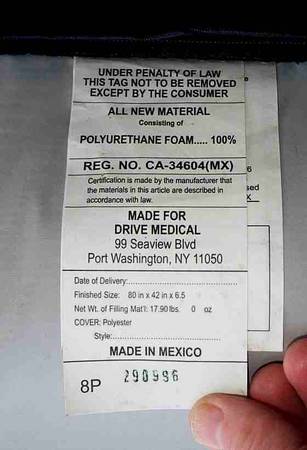 UNDER PENALTY OF LAW
THIS TAG NOT TO BE REMOVED
EXCEPT BY THE CONSUMER
ALL NEW MATERIAL
Consisting of
POLYURETHANE FOAM..... 100%
REG. NO. CA-34604(MX)
Certification is made by the manufacturer that
the materials in this article are described in
accordance with law.
MADE FOR
DRIVE MEDICAL
99 Seaview Blvd
Port Washington, NY 11050
Date of Delivery:
Finished Size: 80 in x 42 in x 6.5
Net Wt. of Filling Mat'l: 17.90 lbs. 0 oz
COVER: Polyester
Style:
MADE IN MEXICO
8P 290996